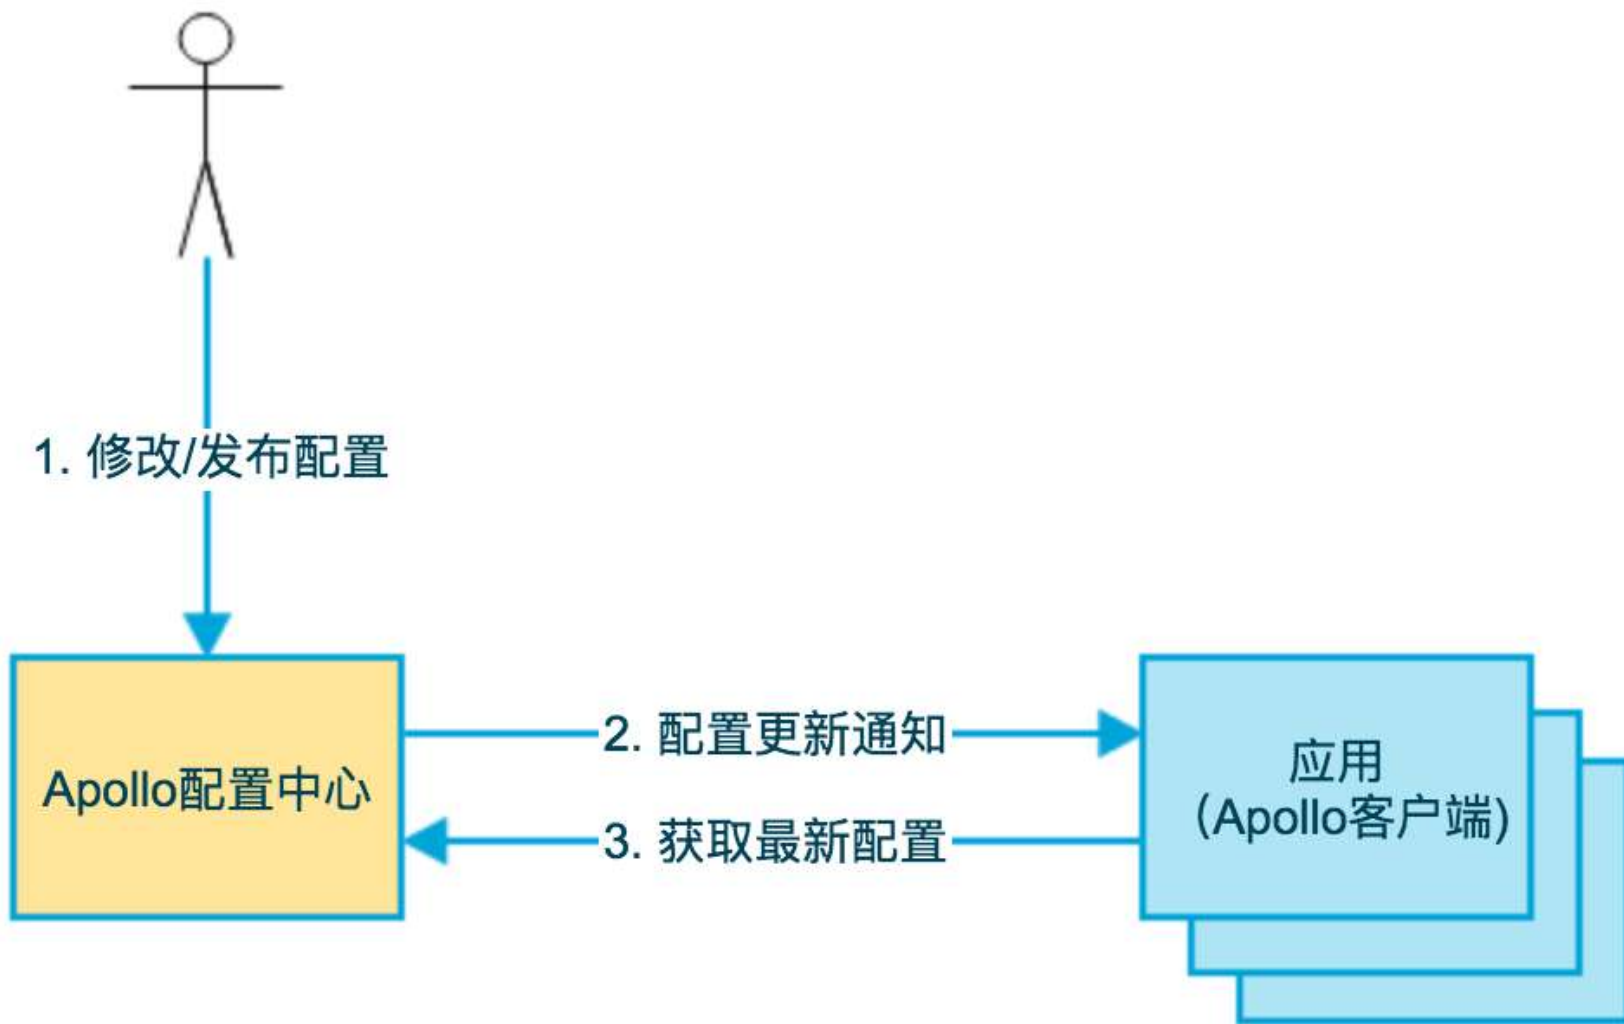 1. 修改/发布配置
Apollo配置中心
2. 配置更新通知
3. 获取最新配置
应用
（Apollo客户端)